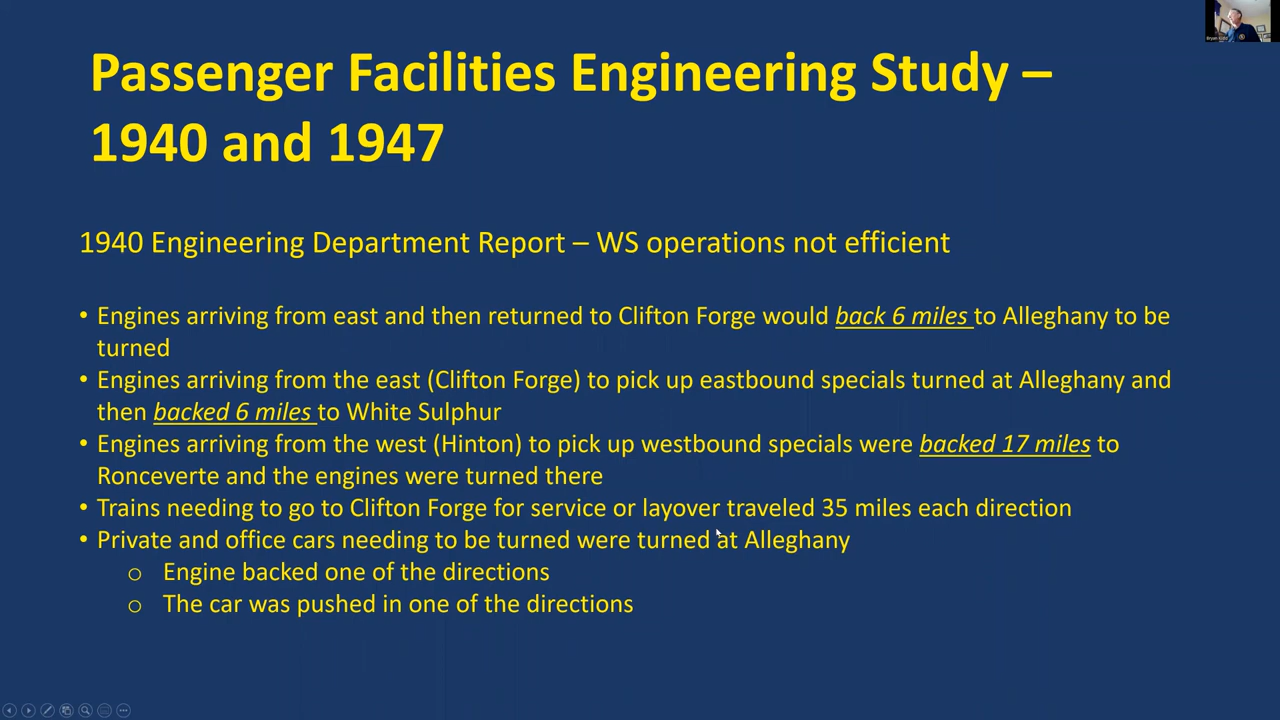 Passenger Facilities Engineering Study –
1940 and 1947
1940 Engineering Department Report – WS operations not efficient
• Engines arriving from east and then returned to Clifton Forge would back 6 miles to Alleghany to be
turned
• Engines arriving from the east (Clifton Forge) to pick up eastbound specials turned at Alleghany and
then backed 6 miles to White Sulphur
• Engines arriving from the west (Hinton) to pick up westbound specials were backed 17 miles to
Ronceverte and the engines were turned there
• Trains needing to go to Clifton Forge for service or layover traveled 35 miles each direction
• Private and office cars needing to be turned were turned at Alleghany
o Engine backed one of the directions
o The car was pushed in one of the directions